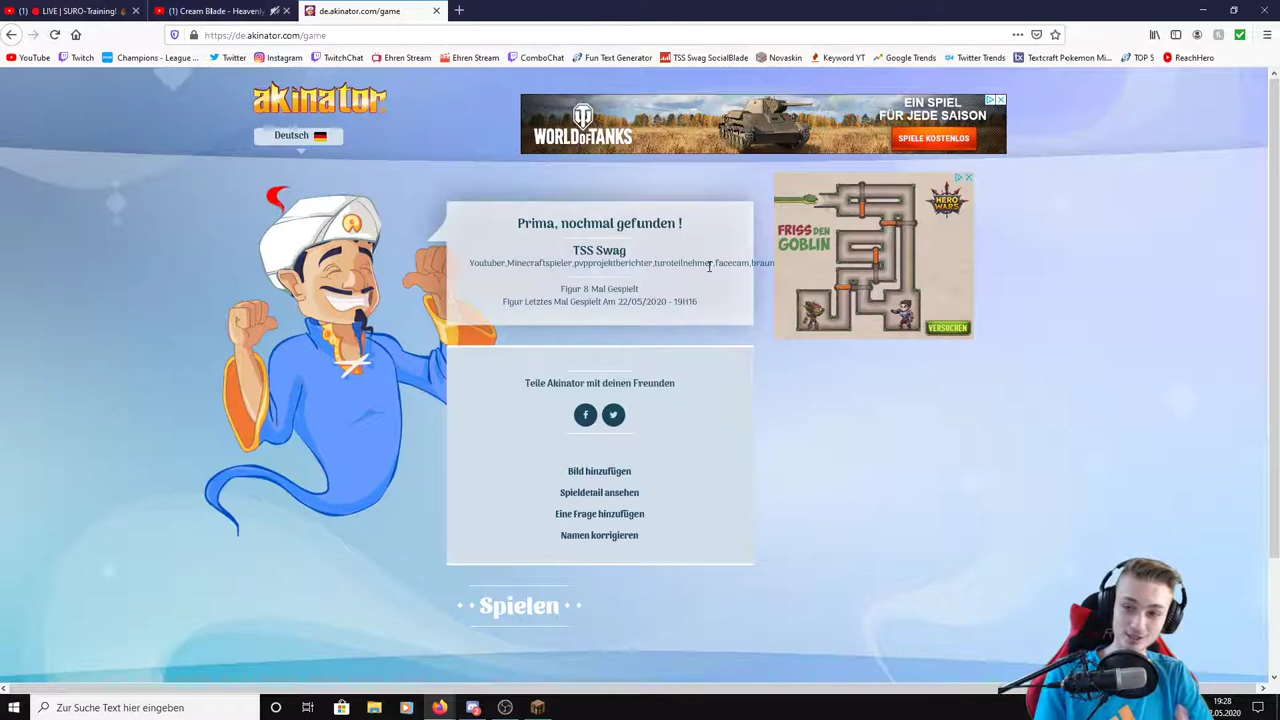 (1) 🔴 LIVE | SURO-Training!
(1) Cream Blade - Heavenly
de.akinator.com/game
https://de.akinator.com/game
YouTube
Twitch
Champions - League ...
Twitter
Instagram
TwitchChat
Ehren Stream
Ehren Stream
ComboChat
Fun Text Generator
TSS Swag SocialBlade
Novaskin
Keyword YT
Google Trends
Twitter Trends
Textcraft Pokemon Mi...
TOP 5
ReachHero
akinator
Deutsch
WORLD OF TANKS
EIN SPIEL
FÜR JEDE SAISON
SPIELE KOSTENLOS
Prima, nochmal gefunden !
TSS Swag
Youtuber,Minecraftspieler,pvpprojektberichter,turoteilnehmer,facecam,braun
Figur 8 Mal Gespielt
Figur Letztes Mal Gespielt Am 22/05/2020 - 19H16
HERO
WARS
FRISS DEN
GOBLIN
VERSUCHEN
Teile Akinator mit deinen Freunden
Bild hinzufügen
Spieldetail ansehen
Eine Frage hinzufügen
Namen korrigieren
Spielen
Zur Suche Text hier eingeben
19:28
2.05.2020